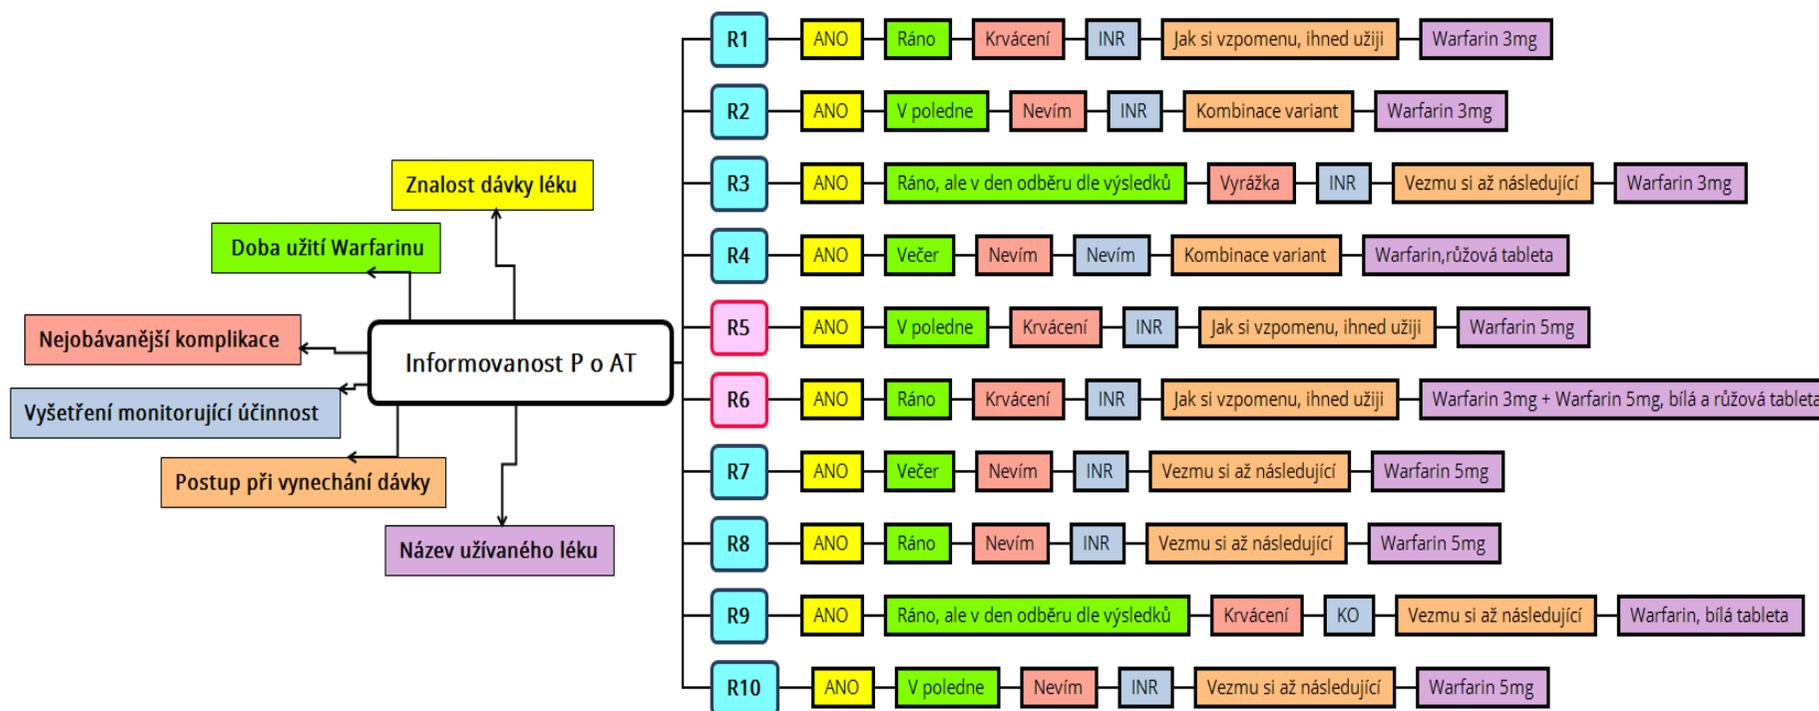 Znalost dávky léku
Doba užití Warfarinu
Nejobávanější komplikace
Informovanost P o AT
Vyšetření monitorující účinnost
Postup při vynechání dávky
Název užívaného léku
R1 ANO Ráno Krvácení INR Jak si vzpomenu, ihned užiji Warfarin 3mg
R2 ANO V poledne Nevím INR Kombinace variant Warfarin 3mg
R3 ANO Ráno, ale v den odběru dle výsledků Vyrážka INR Vezmu si až následující Warfarin 3mg
R4 ANO Večer Nevím Nevím Kombinace variant Warfarin,růžová tableta
R5 ANO V poledne Krvácení INR Jak si vzpomenu, ihned užiji Warfarin 5mg
R6 ANO Ráno Krvácení INR Jak si vzpomenu, ihned užiji Warfarin 3mg + Warfarin 5mg, bílá a růžová tableta
R7 ANO Večer Nevím INR Vezmu si až následující Warfarin 5mg
R8 ANO Ráno Nevím INR Vezmu si až následující Warfarin 5mg
R9 ANO Ráno, ale v den odběru dle výsledků Krvácení KO Vezmu si až následující Warfarin, bílá tableta
R10 ANO V poledne Nevím INR Vezmu si až následující Warfarin 5mg